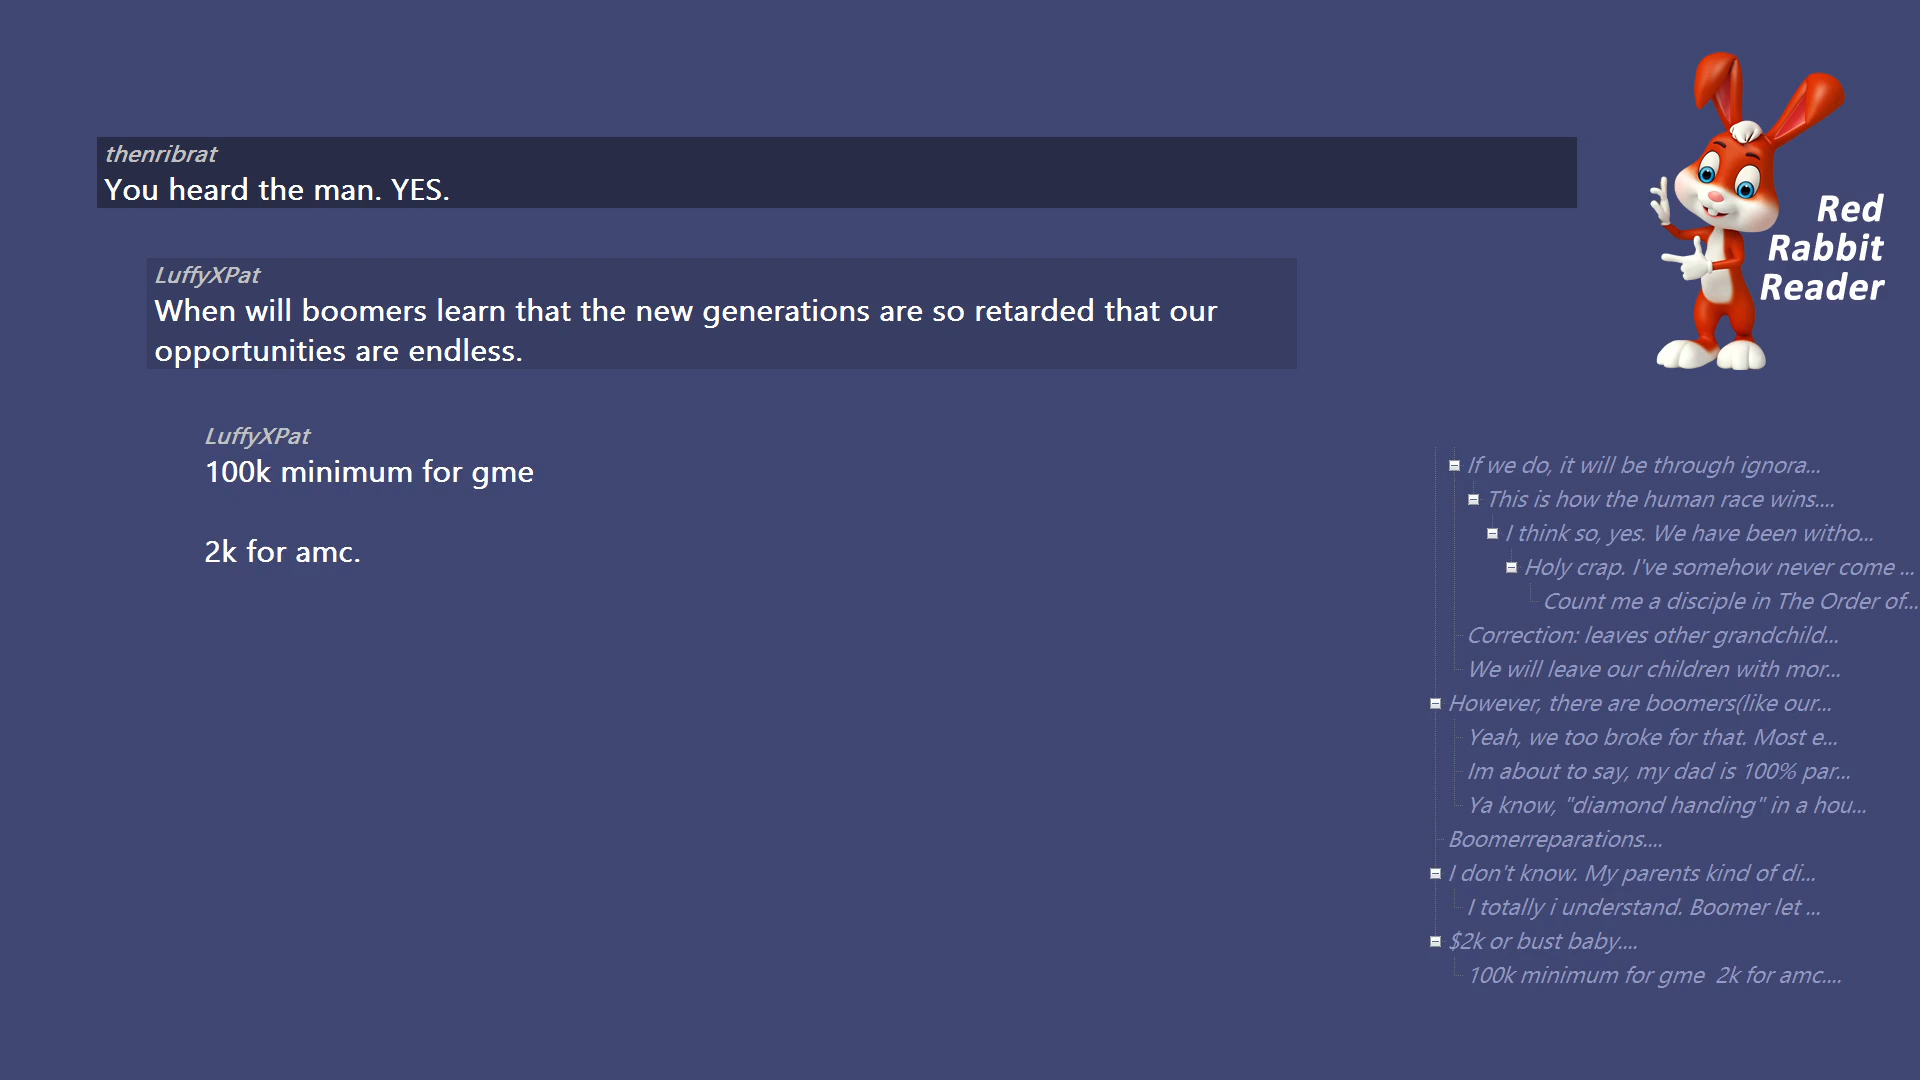 thenribrat
You heard the man. YES.
LuffyXPat
When will boomers learn that the new generations are so retarded that our
opportunities are endless.
LuffyXPat
100k minimum for gme
2k for amc.
Red
Rabbit
Reader
If we do, it will be through ignora...
This is how the human race wins....
I think so, yes. We have been witho...
Holy crap. I've somehow never come ...
Count me a disciple in The Order of...
Correction: leaves other grandchild...
We will leave our children with mor...
However, there are boomers(like our...
Yeah, we too broke for that. Most e...
Im about to say, my dad is 100% par...
Ya know, "diamond handing" in a hou...
Boomerreparations....
I don't know. My parents kind of di...
I totally i understand. Boomer let ...
$2k or bust baby....
100k minimum for gme  2k for amc....